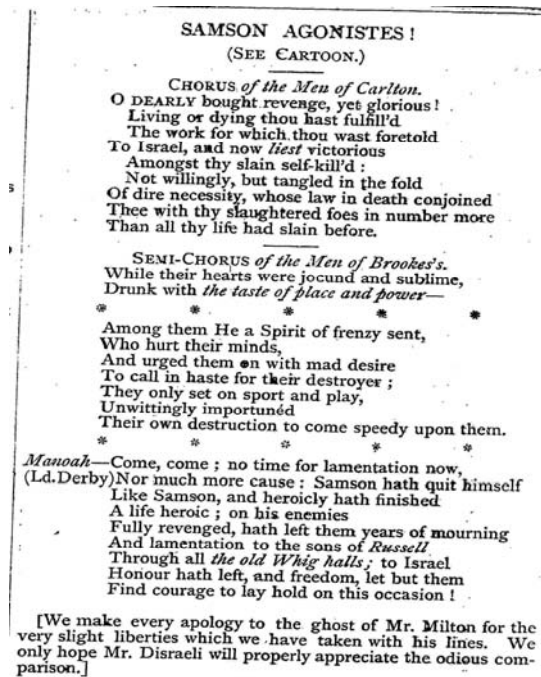 SAMSON AGONISTES!
(SEE CARTOON.)
CHORUS of the Men of Carlton.
O DEARLY bought revenge, yet glorious!
Living or dying thou hast fulfill'd
The work for which thou wast foretold
To Israel, and now liest victorious
Amongst thy slain self-kill'd:
Not willingly, but tangled in the fold
Of dire necessity, whose law in death conjoined
Thee with thy slaughtered foes in number more
Than all thy life had slain before.
SEMI-CHORUS of the Men of Brookes's.
While their hearts were jocund and sublime,
Drunk with the taste of place and power—
* * * * *
Among them He a Spirit of frenzy sent,
Who hurt their minds,
And urged them on with mad desire
To call in haste for their destroyer;
They only set on sport and play,
Unwittingly importunéd
Their own destruction to come speedy upon them.
* * * * *
Manoah—Come, come; no time for lamentation now,
(Ld.Derby)Nor much more cause: Samson hath quit himself
Like Samson, and heroicly hath finished
A life heroic; on his enemies
Fully revenged, hath left them years of mourning
And lamentation to the sons of Russell
Through all the old Whig halls; to Israel
Honour hath left, and freedom, let but them
Find courage to lay hold on this occasion!
[We make every apology to the ghost of Mr. Milton for the
very slight liberties which we have taken with his lines. We
only hope Mr. Disraeli will properly appreciate the odious com-
parison.]